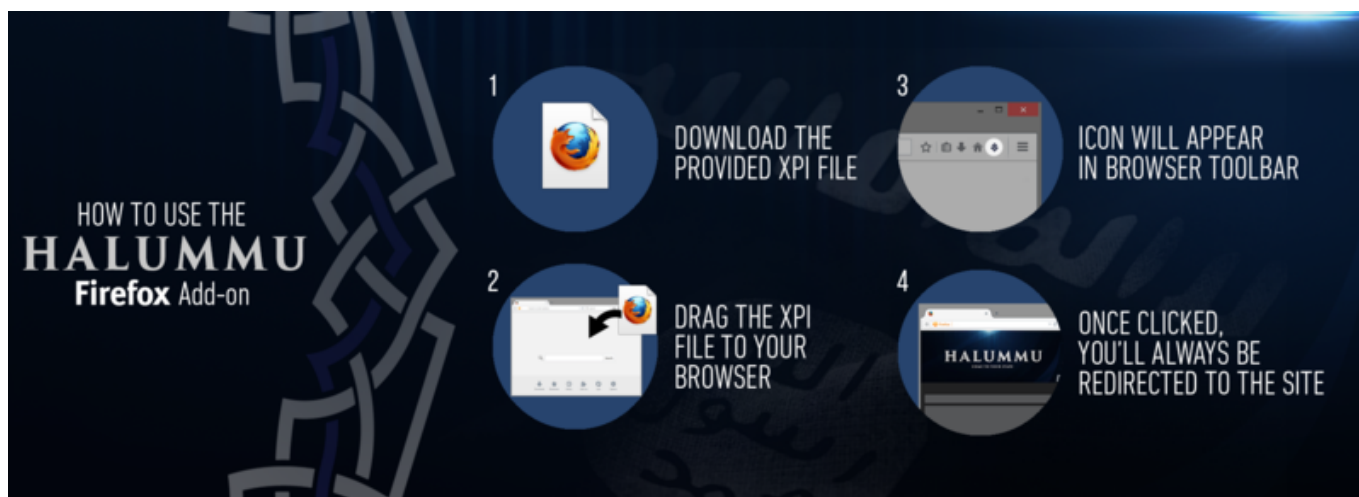 HOW TO USE THE
HALUMMU
Firefox Add-on
1
DOWNLOAD THE
PROVIDED XPI FILE
2
DRAG THE XPI
FILE TO YOUR
BROWSER
3
ICON WILL APPEAR
IN BROWSER TOOLBAR
4
HALUMMU
ONCE CLICKED,
YOU'LL ALWAYS BE
REDIRECTED TO THE SITE